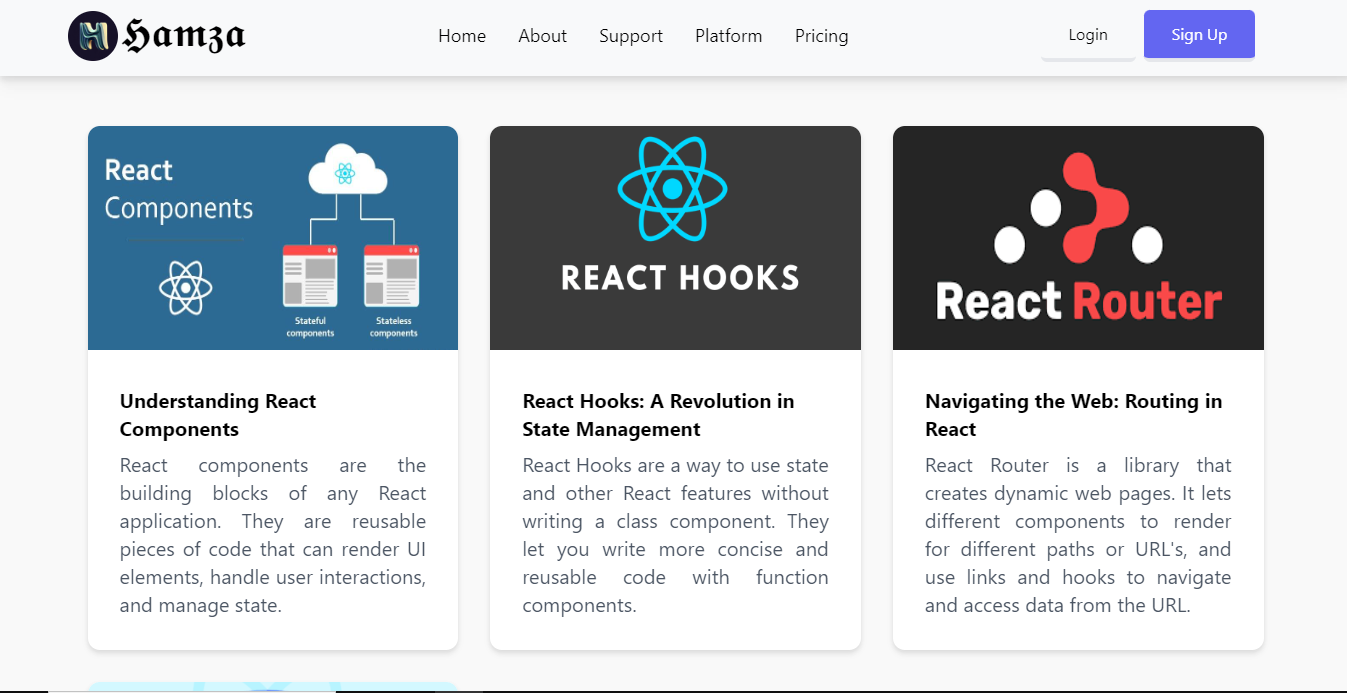 Hamza
Home
About
Support
Platform
Pricing
Login
Sign Up
React
Components
Stateful
components
Stateless
components
Understanding React
Components
React components are the
building blocks of any React
application. They are reusable
pieces of code that can render UI
elements, handle user interactions,
and manage state.
REACT HOOKS
React Hooks: A Revolution in
State Management
React Hooks are a way to use state
and other React features without
writing a class component. They
let you write more concise and
reusable code with function
components.
React Router
Navigating the Web: Routing in
React
React Router is a library that
creates dynamic web pages. It lets
different components to render
for different paths or URL's, and
use links and hooks to navigate
and access data from the URL.